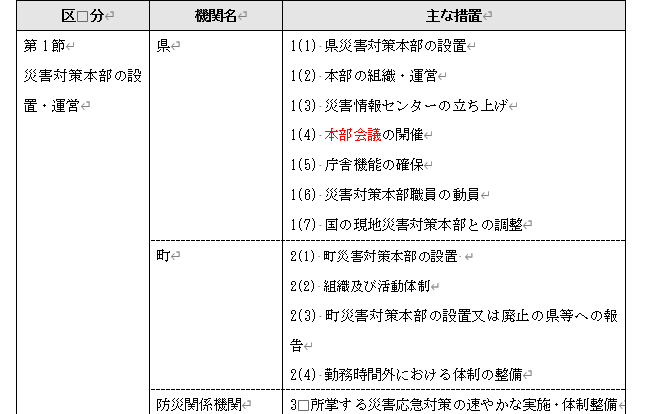 区□分 機関名 主な措置
第1節 県 1(1) 県災害対策本部の設置
災害対策本部の設 1(2) 本部の組織・運営
置・運営 1(3) 災害情報センターの立ち上げ
1(4) 本部会議の開催
1(5) 庁舎機能の確保
1(6) 災害対策本部職員の動員
1(7) 国の現地災害対策本部との調整
町 2(1) 町災害対策本部の設置
2(2) 組織及び活動体制
2(3) 町災害対策本部の設置又は廃止の県等への報
告
2(4) 勤務時間外における体制の整備
防災関係機関 3□所掌する災害応急対策の速やかな実施・体制整備